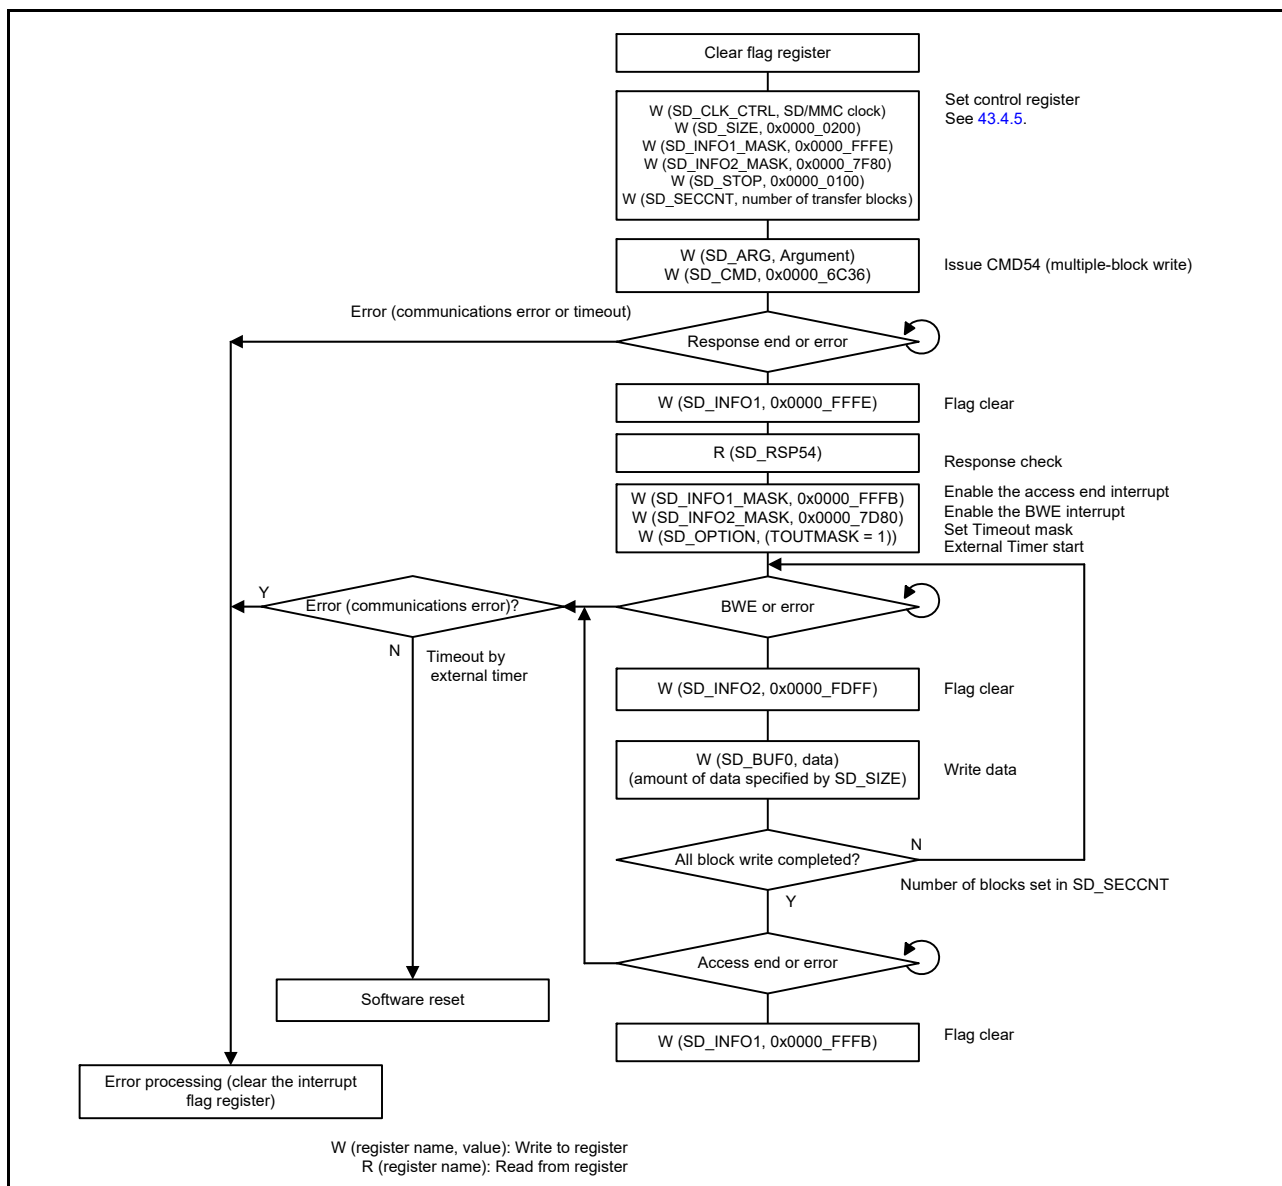 Clear flag register
W (SD_CLK_CTRL, SD/MMC clock)
W (SD_SIZE, 0x0000_0200)
W (SD_INFO1_MASK, 0x0000_FFFE)
W (SD_INFO2_MASK, 0x0000_7F80)
W (SD_STOP, 0x0000_0100)
W (SD_SECCNT, number of transfer blocks)
Set control register
See 43.4.5.
W (SD_ARG, Argument)
W (SD_CMD, 0x0000_6C36)
Issue CMD54 (multiple-block write)
Error (communications error or timeout)
Response end or error
W (SD_INFO1, 0x0000_FFFE)
Flag clear
R (SD_RSP54)
Response check
W (SD_INFO1_MASK, 0x0000_FFFB)
W (SD_INFO2_MASK, 0x0000_7D80)
W (SD_OPTION, (TOUTMASK = 1))
Enable the access end interrupt
Enable the BWE interrupt
Set Timeout mask
External Timer start
Y
Error (communications error)?
BWE or error
N
Timeout by
external timer
W (SD_INFO2, 0x0000_FDFF)
Flag clear
W (SD_BUF0, data)
(amount of data specified by SD_SIZE)
Write data
All block write completed?
N
Number of blocks set in SD_SECCNT
Y
Access end or error
Software reset
W (SD_INFO1, 0x0000_FFFB)
Flag clear
Error processing (clear the interrupt
flag register)
W (register name, value): Write to register
R (register name): Read from register